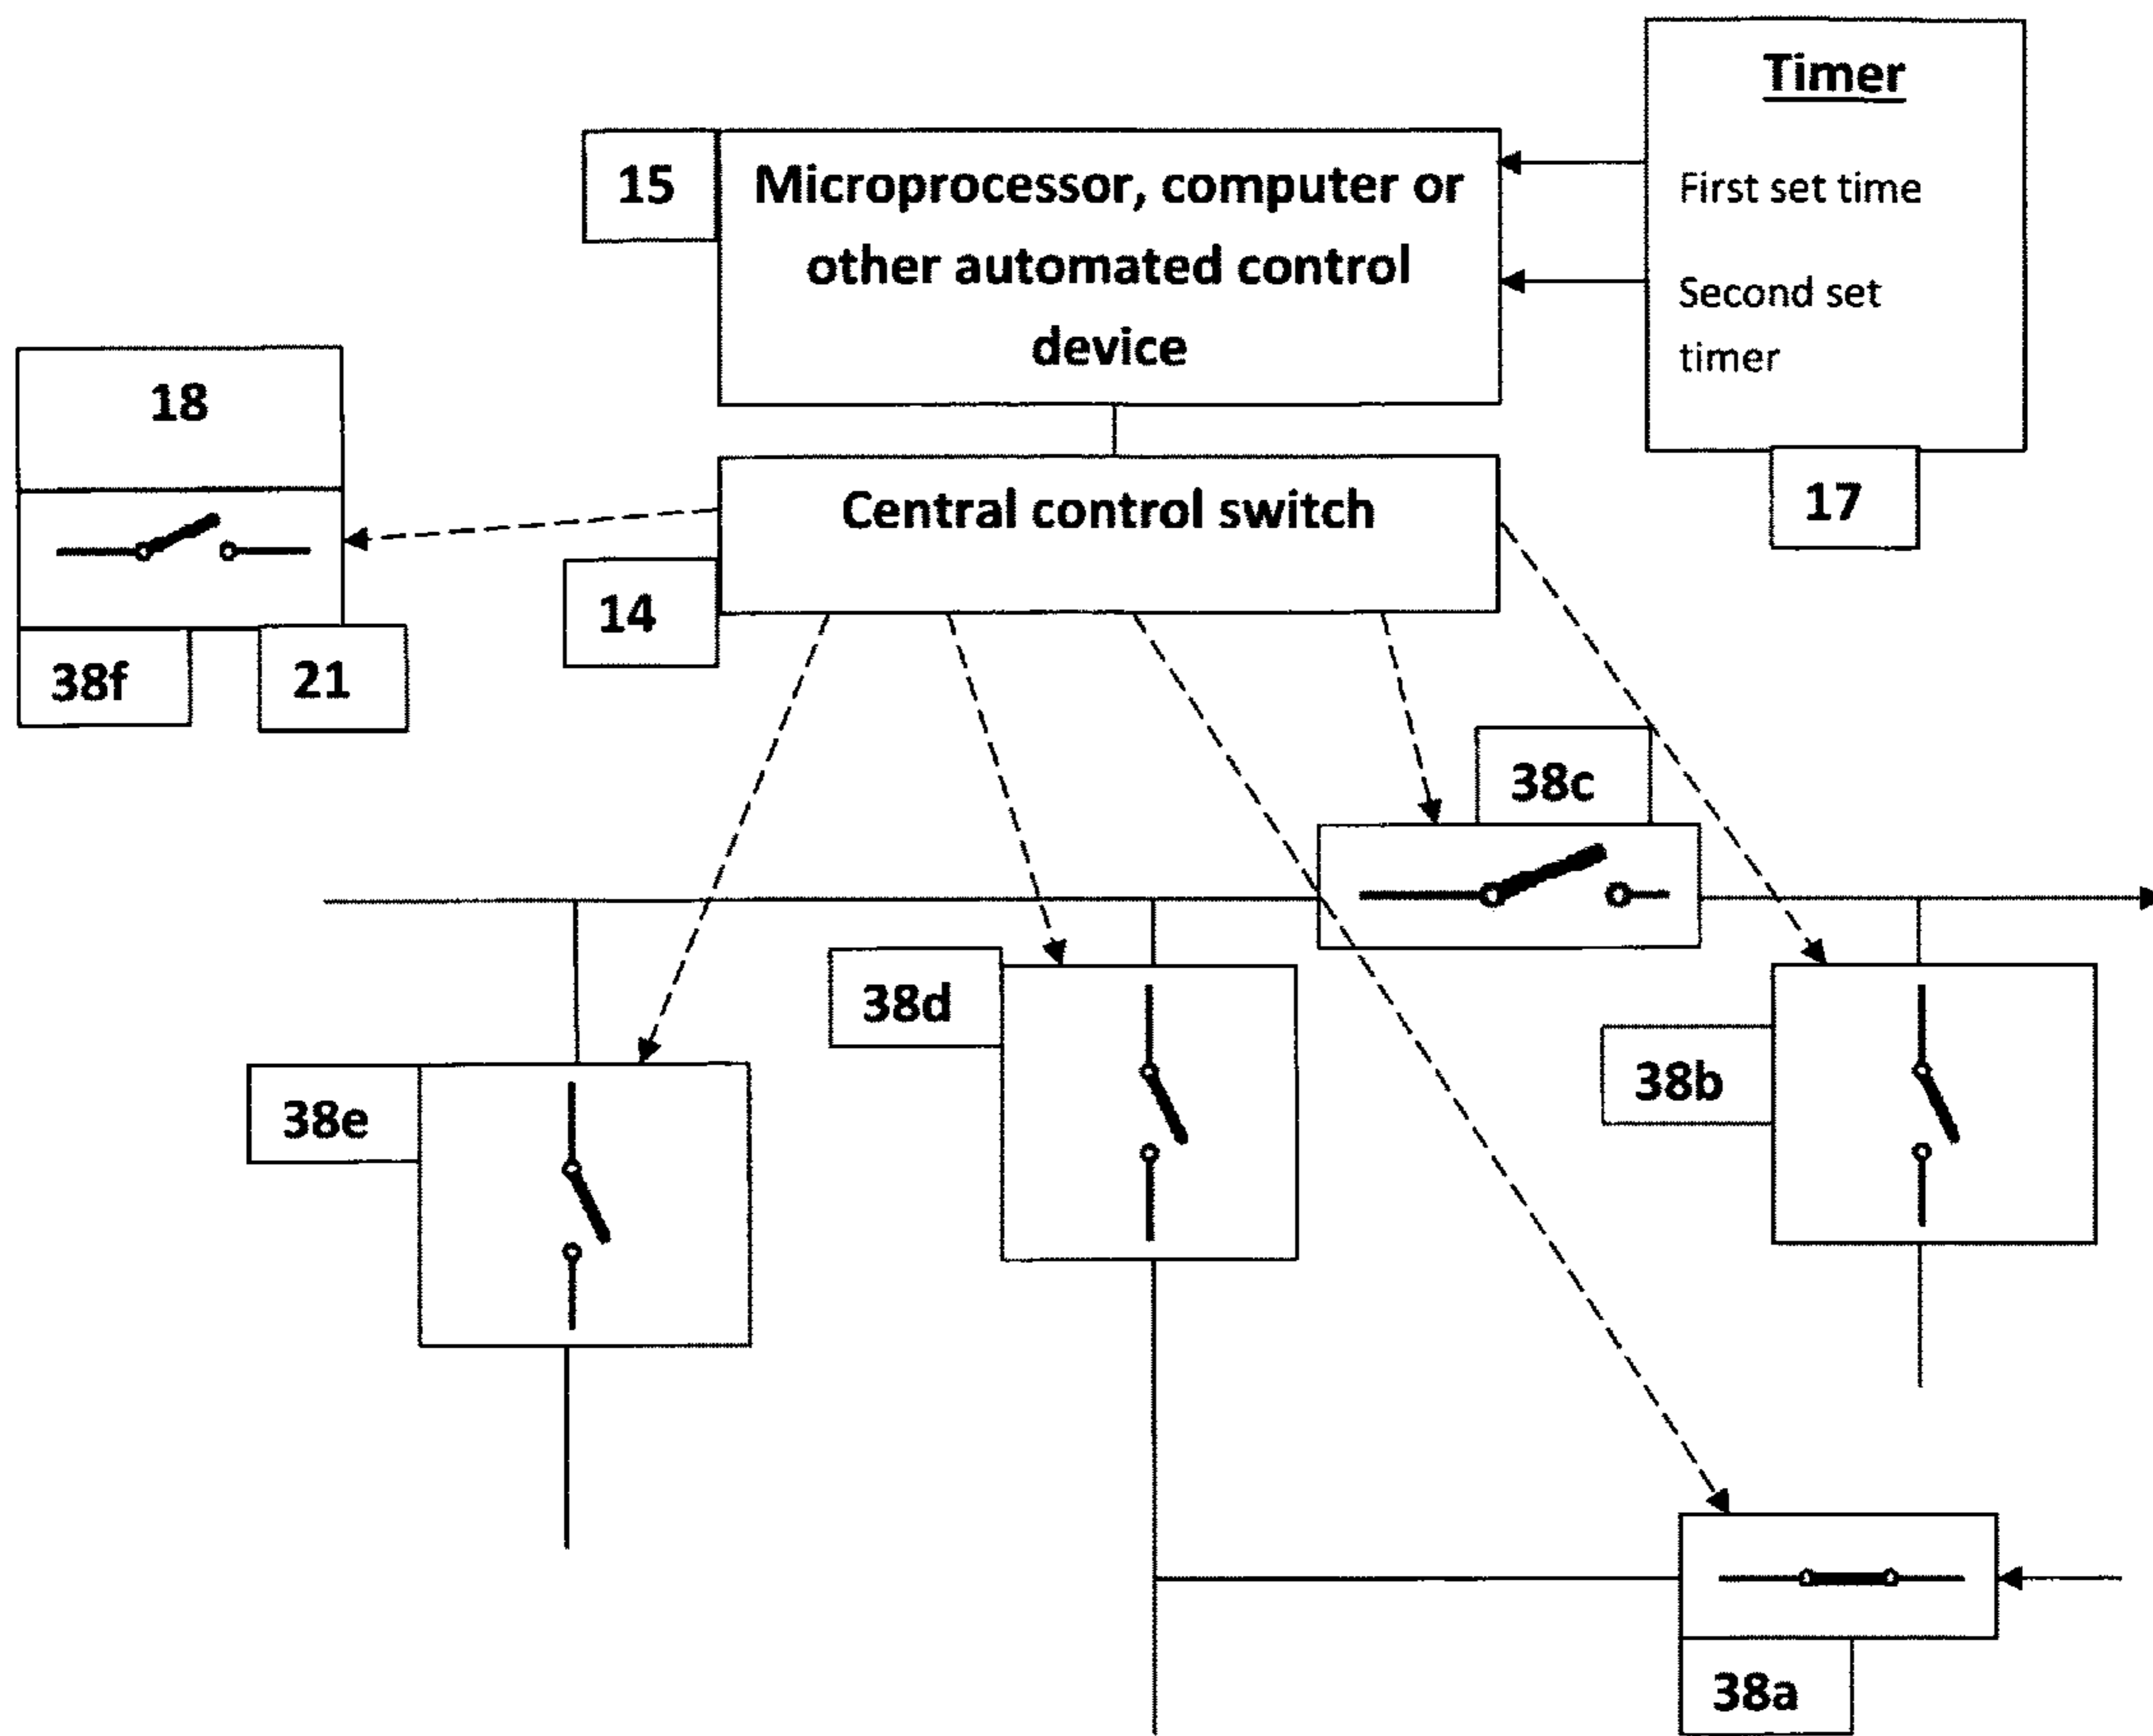 Timer
First set time
Second set
timer
17
15
Microprocessor, computer or
other automated control
device
18
Central control switch
14
38f
21
38c
38d
38b
38e
38a